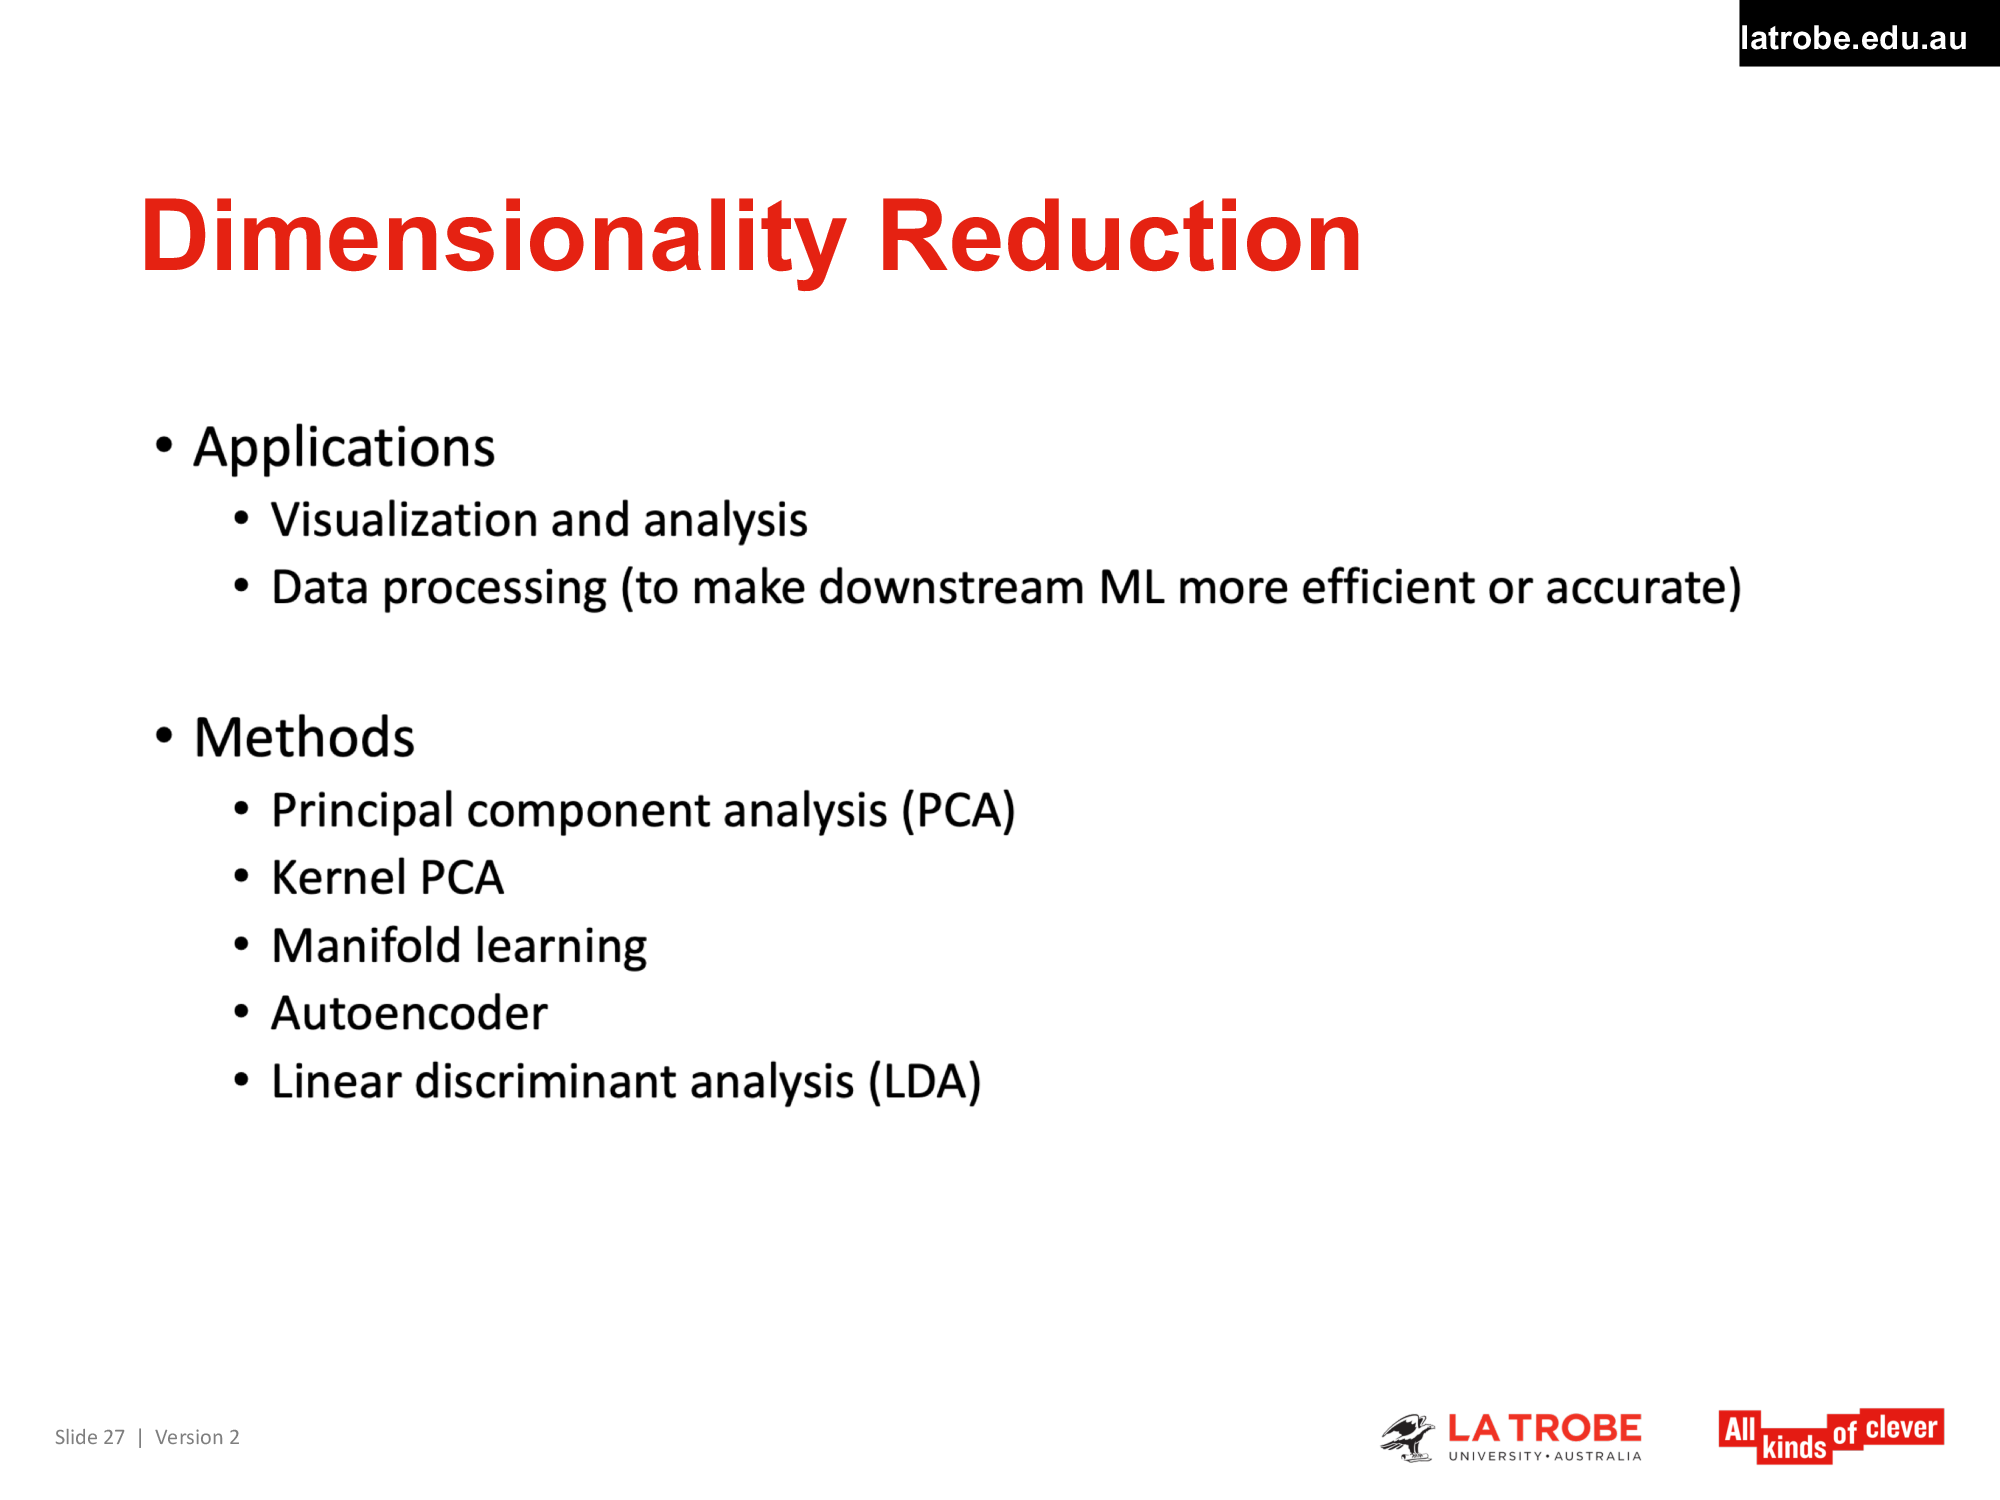 latrobe.edu.au
Dimensionality Reduction
• Applications
• Visualization and analysis
• Data processing (to make downstream ML more efficient or accurate)
• Methods
• Principal component analysis (PCA)
• Kernel PCA
• Manifold learning
• Autoencoder
• Linear discriminant analysis (LDA)
Slide 27 | Version 2
LA TROBE
UNIVERSITY • AUSTRALIA
All kinds of clever